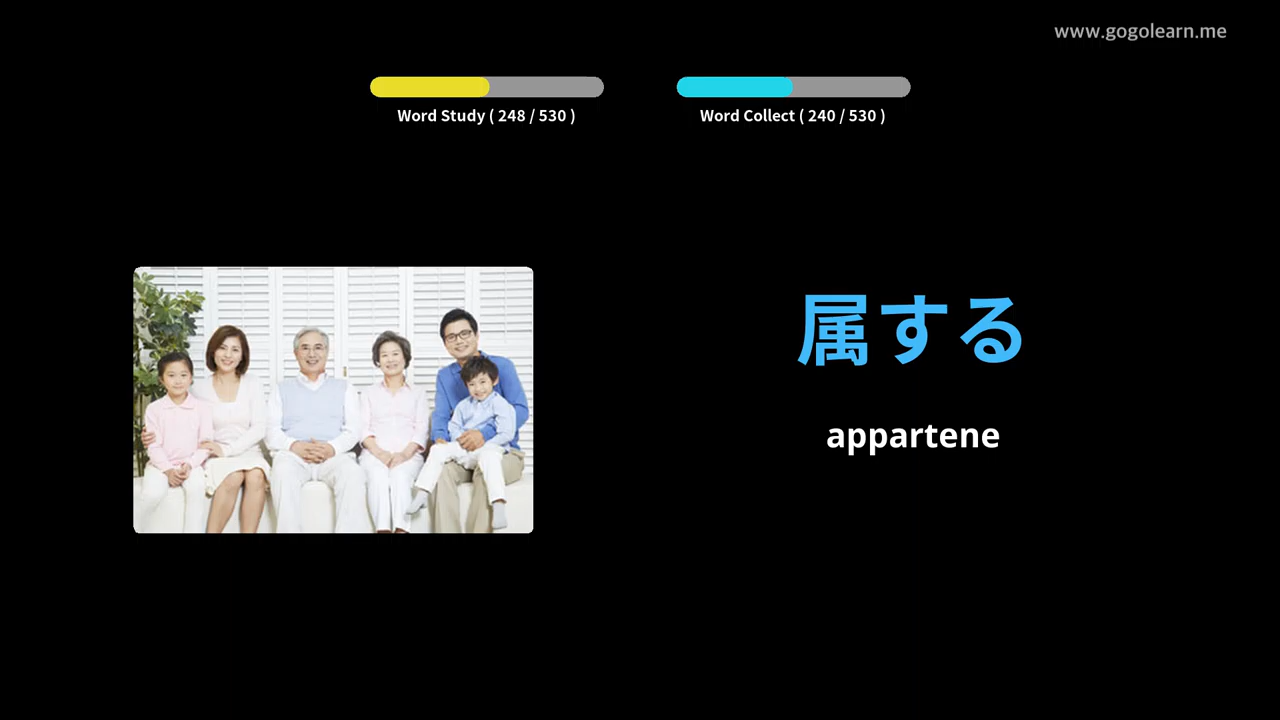 www.gogolearn.me
Word Study ( 248 / 530 )
Word Collect ( 240 / 530 )
属する
appartene